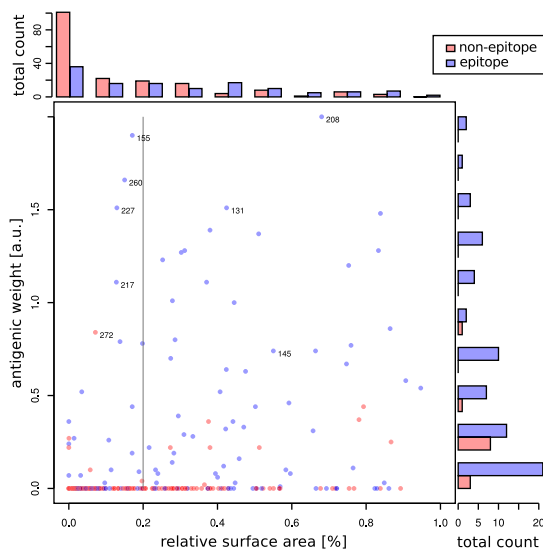 total count
0 20 40 60 80
non-epitope
epitope
208
155
260
227
131
217
272
145
antigenic weight [a.u.]
0.0 0.5 1.0 1.5
0.0 0.2 0.4 0.6 0.8 1.0
relative surface area [%]
0 5 10 20
total count